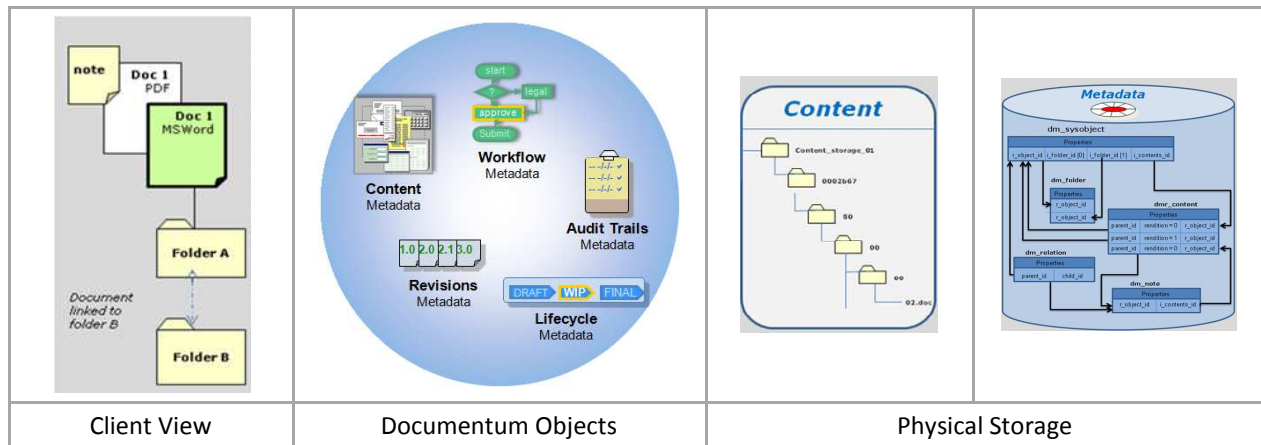 note
Doc 1
PDF
Doc 1
MSWord
Folder A
Document
linked to
folder B
Folder B
start
?
legal
approve
Submit
Workflow
Metadata
Content
Metadata
--/-/- ✓
--/-/- ✓
--/-/- ✓
Audit Trails
Metadata
1.0 2.0 2.1 3.0
Revisions
Metadata
DRAFT WIP FINAL
Lifecycle
Metadata
Content
Content_storage_01
0002b67
80
00
00
02.doc
Metadata
dm_sysobject
Properties
r_object_id i_folder_id [0] i_folder_id [1] i_contents_id
dm_folder
Properties
r_object_id
r_object_id
dmr_content
Properties
parent_id rendition = 0 r_object_id
parent_id rendition = 1 r_object_id
parent_id rendition = 0 r_object_id
dm_relation
Properties
parent_id child_id
dm_note
Properties
r_object_id i_contents_id
Client View
Documentum Objects
Physical Storage